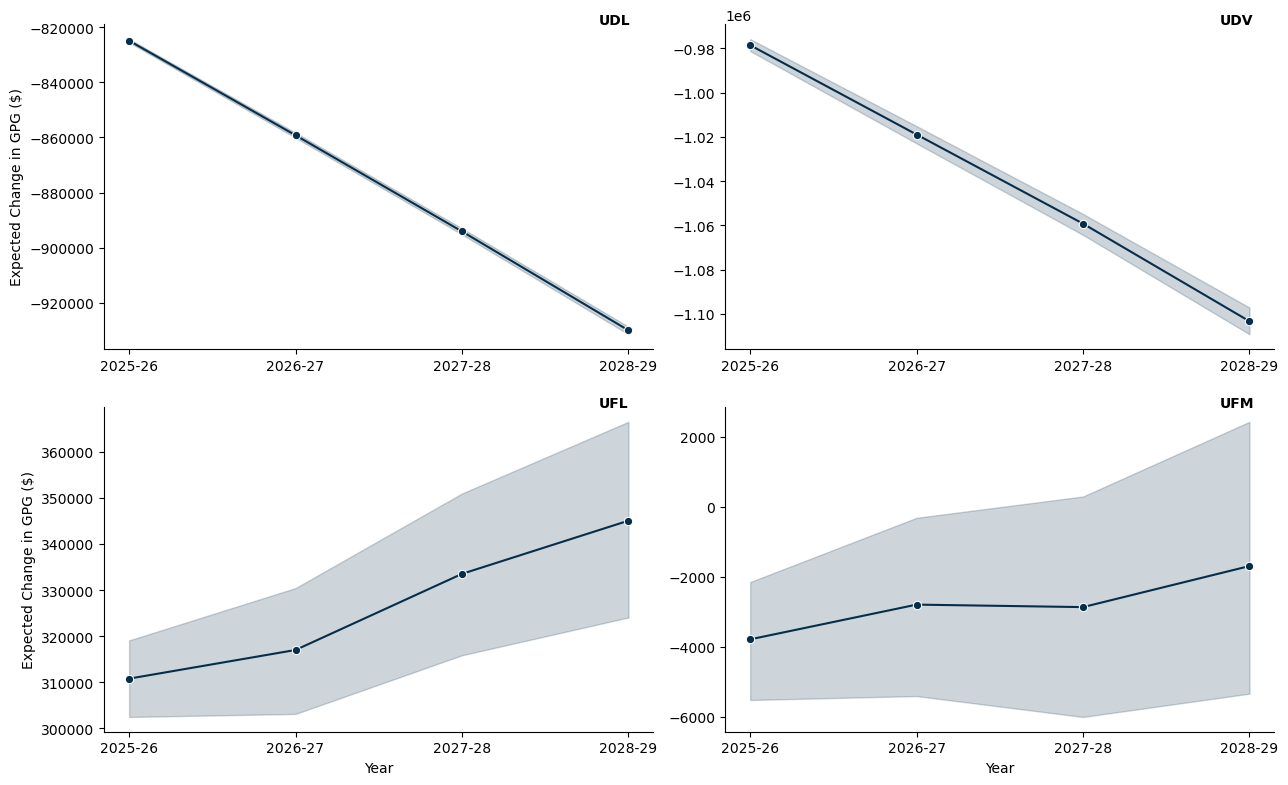 UDL
Expected Change in GPG ($)
−820000
−840000
−860000
−880000
−900000
−920000
2025-26 2026-27 2027-28 2028-29
UDV
1e6
−0.98
−1.00
−1.02
−1.04
−1.06
−1.08
−1.10
2025-26 2026-27 2027-28 2028-29
UFL
Expected Change in GPG ($)
360000
350000
340000
330000
320000
310000
300000
2025-26 2026-27 2027-28 2028-29
Year
UFM
2000
0
−2000
−4000
−6000
2025-26 2026-27 2027-28 2028-29
Year